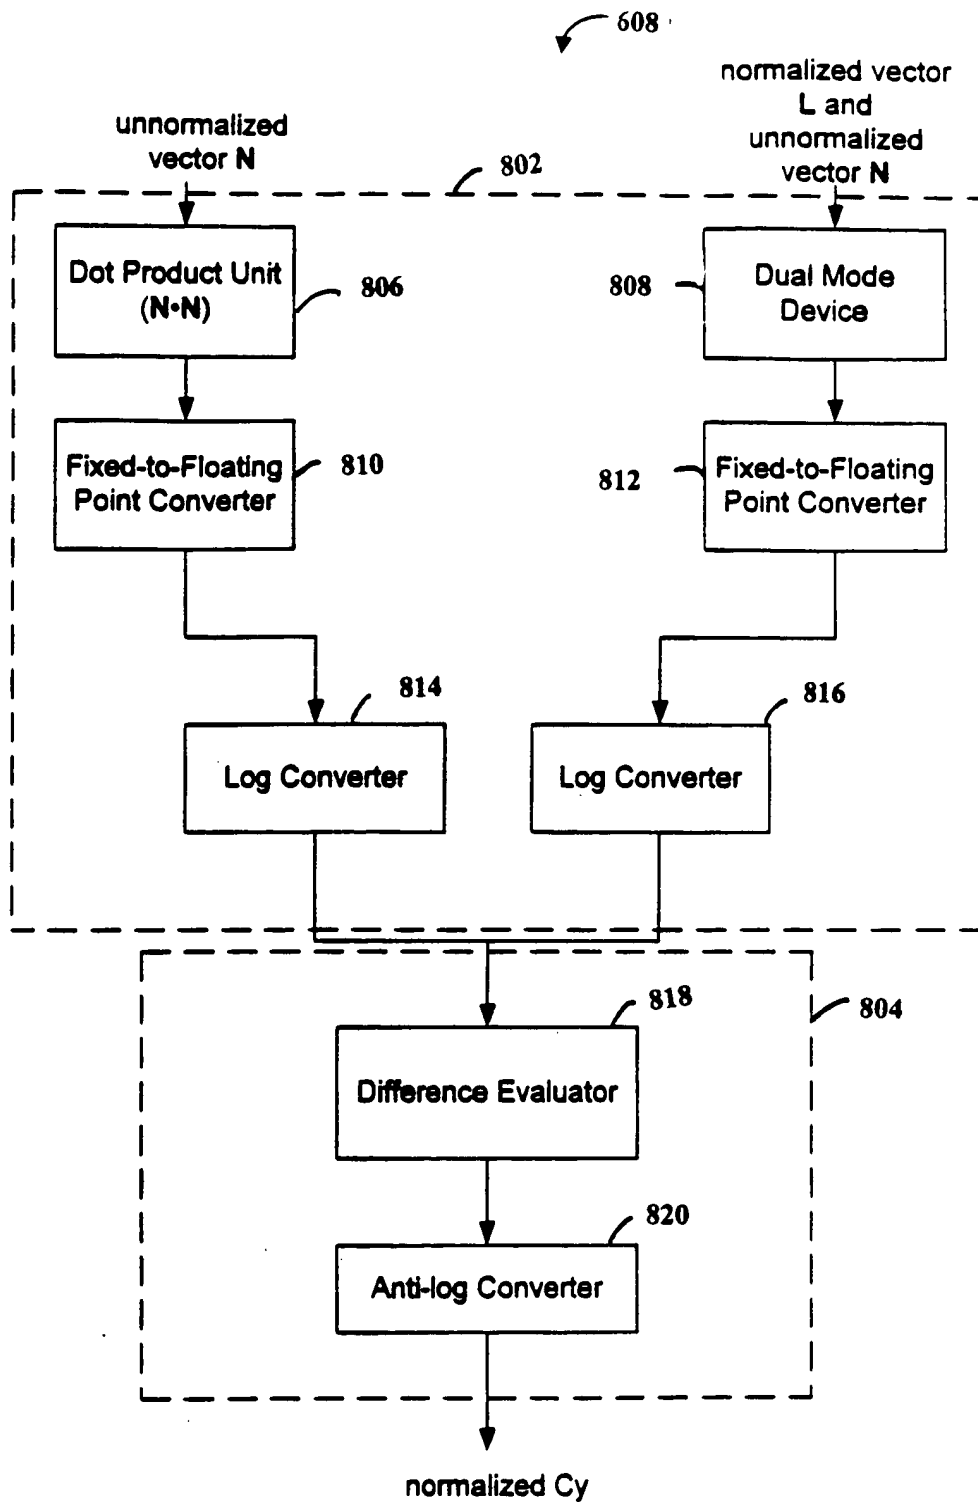 608
unnormalized
vector N
normalized vector
L and
unnormalized
vector N
802
Dot Product Unit
(N•N)
806
808
Dual Mode
Device
Fixed-to-Floating
Point Converter
810
812
Fixed-to-Floating
Point Converter
814
Log Converter
816
Log Converter
818
804
Difference Evaluator
820
Anti-log Converter
normalized Cy